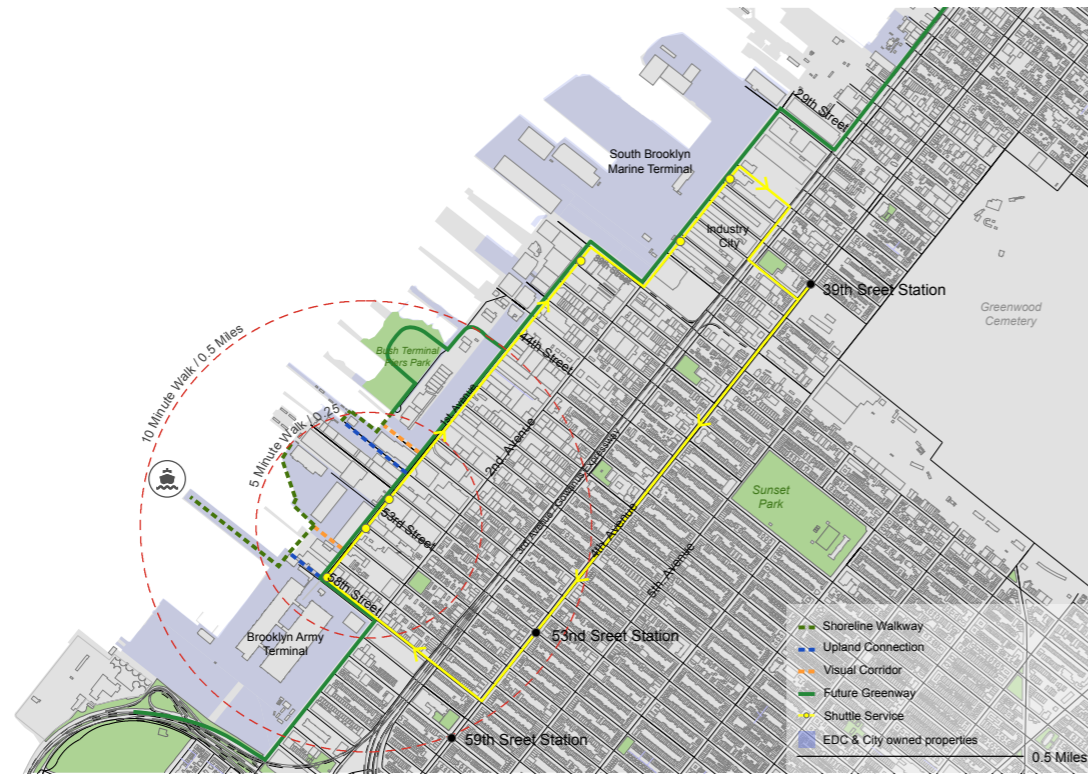 29th Street
South Brooklyn
Marine Terminal
Industry
City
39th Sreet Station
Greenwood
Cemetery
10 Minute Walk / 0.5 Miles
Bush Terminal
Piers Park
44th Street
1st Avenue
5 Minute Walk / 0.25
2nd Avenue
Sunset
Park
53rd Street
4th Avenue
5th Avenue
58th Street
Brooklyn Army
Terminal
53nd Sreet Station
59th Sreet Station
Shoreline Walkway
Upland Connection
Visual Corridor
Future Greenway
Shuttle Service
EDC & City owned properties
0.5 Miles